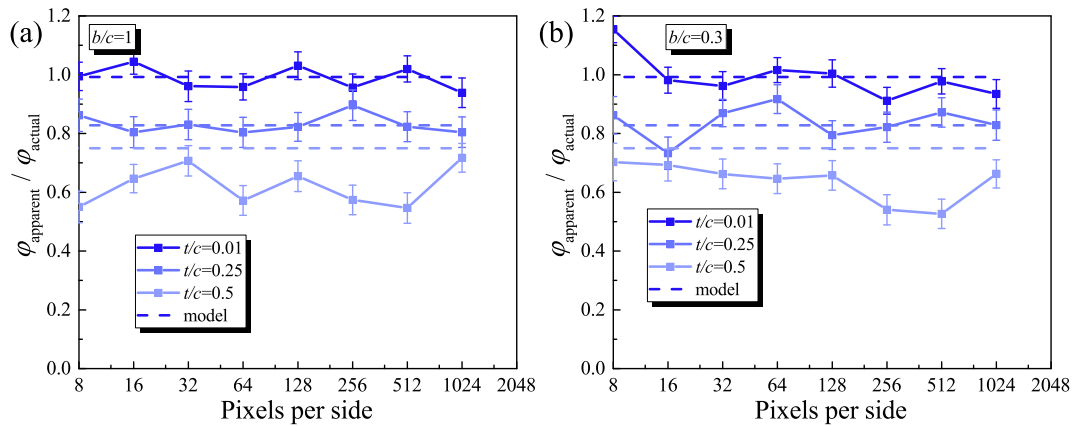 (a)
b/c=1
φapparent / φactual
1.2
1.0
0.8
0.6
0.4
0.2
0.0
t/c=0.01
t/c=0.25
t/c=0.5
model
8 16 32 64 128 256 512 1024 2048
Pixels per side
(b)
b/c=0.3
φapparent / φactual
1.2
1.0
0.8
0.6
0.4
0.2
0.0
t/c=0.01
t/c=0.25
t/c=0.5
model
8 16 32 64 128 256 512 1024 2048
Pixels per side